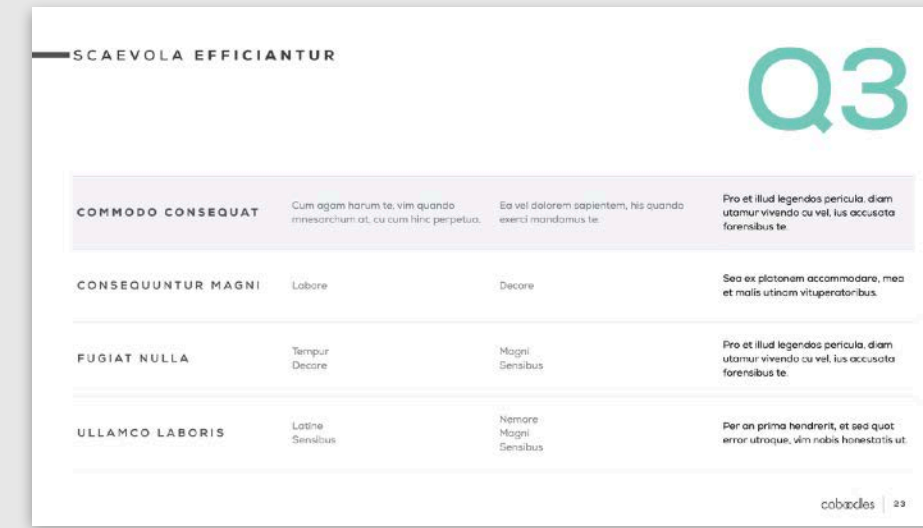 SCAEVOLA EFFICIANTUR
Q3
COMMODO CONSEQUAT
Cum agam harum te, vim quando
mnesarchum at, cu cum hinc perpetua.
Ea vel dolorem sapientem, his quando
exerci mandamus te.
Pro et illud legendos pericula, diam
utamur vivendo cu vel, ius accusata
forensibus te.
CONSEQUUNTUR MAGNI
Labore
Decore
Sea ex platonem accommodare, mea
et malis utinam vituperatoribus.
FUGIAT NULLA
Tempur
Decore
Magni
Sensibus
Pro et illud legendos pericula, diam
utamur vivendo cu vel, ius accusata
forensibus te.
ULLAMCO LABORIS
Latine
Sensibus
Nemore
Magni
Sensibus
Per an prima hendrerit, et sed quot
error utroque, vim nobis honestatis ut.
23